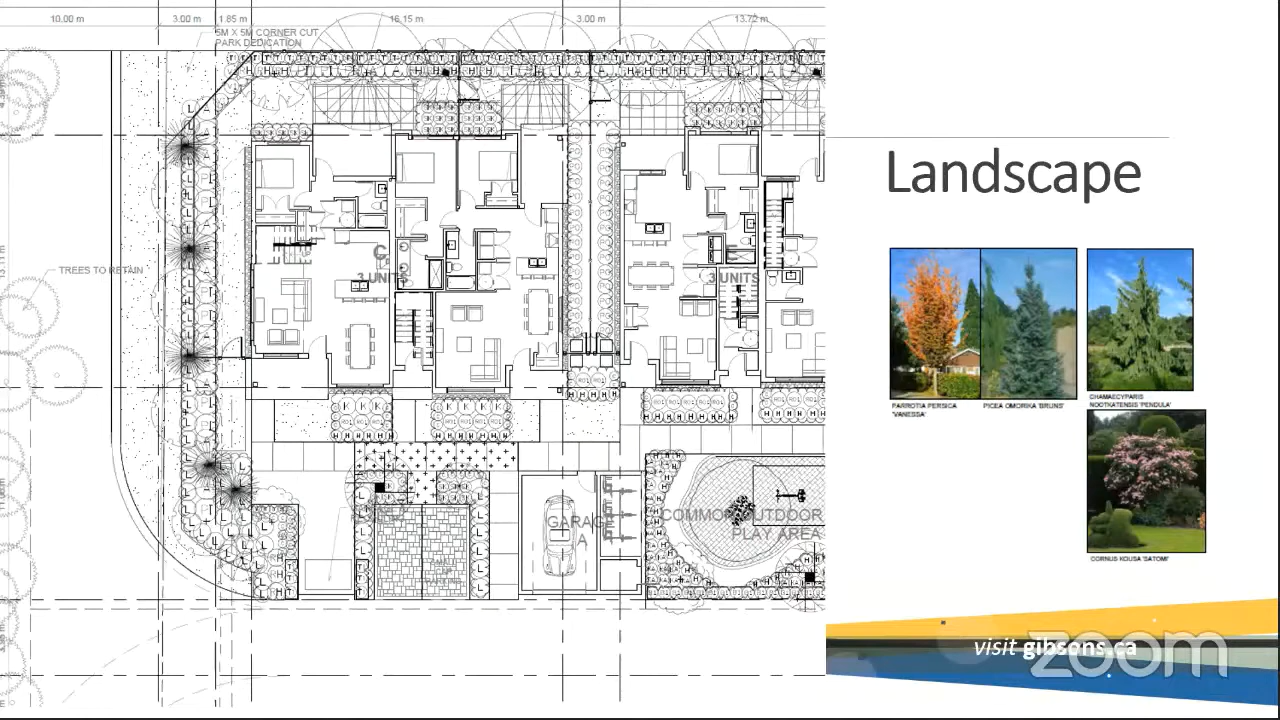 10.00 m
3.00 m
1.85 m
16.15 m
3.00 m
13.72 m
5M X 5M CORNER CUT
PARK DEDICATION
TREES TO RETAIN
C
3 UNITS
3 UNITS
GARAGE
A
COMMON OUTDOOR
PLAY AREA
Landscape
PARROTIA PERSICA
'VANESSA'
PICEA OMORIKA 'BRUNS'
CHAMAECYPARIS
NOOTKATENSIS 'PENDULA'
CORNUS KOUSA 'SATOMI'
visit gibsons.ca
zoom